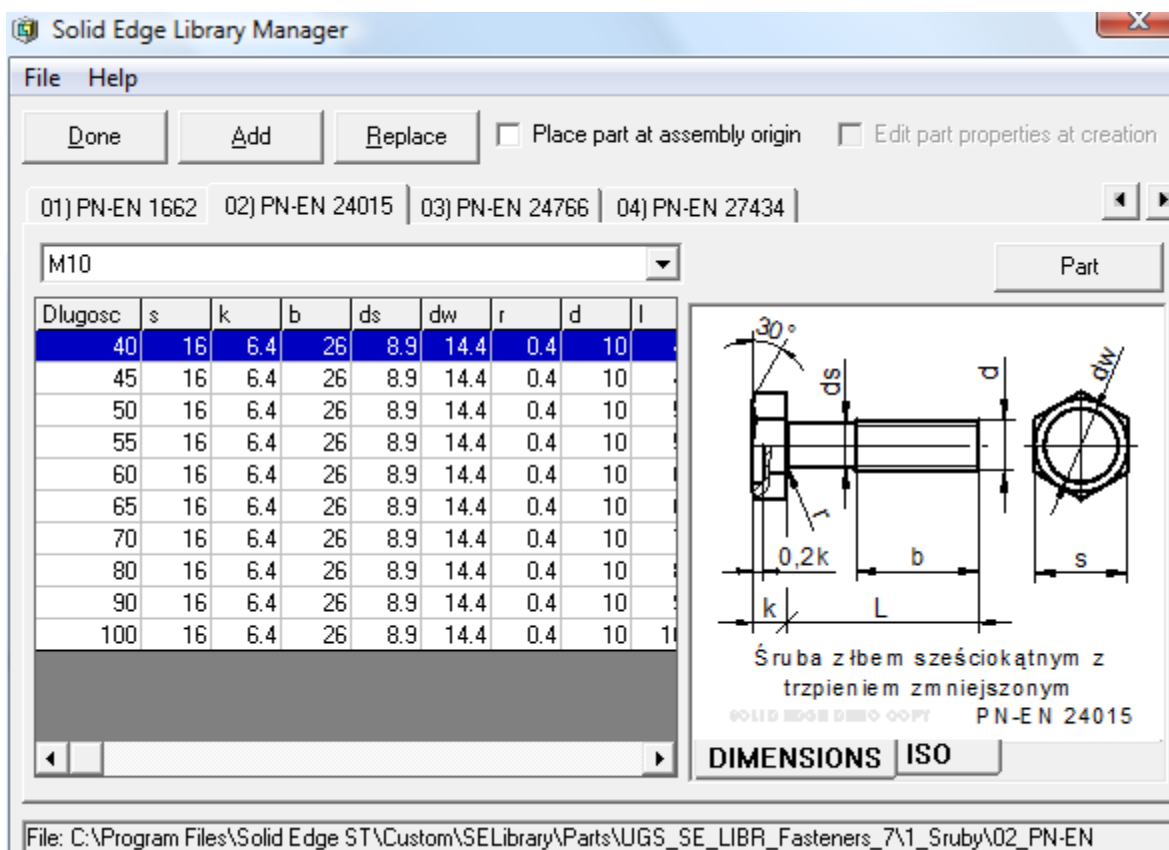 Solid Edge Library Manager
File Help
Done Add Replace Place part at assembly origin Edit part properties at creation
01) PN-EN 1662 02) PN-EN 24015 03) PN-EN 24766 04) PN-EN 27434
M10 Part
Dlugosc s k b ds dw r d l
40 16 6.4 26 8.9 14.4 0.4 10
45 16 6.4 26 8.9 14.4 0.4 10
50 16 6.4 26 8.9 14.4 0.4 10
55 16 6.4 26 8.9 14.4 0.4 10
60 16 6.4 26 8.9 14.4 0.4 10
65 16 6.4 26 8.9 14.4 0.4 10
70 16 6.4 26 8.9 14.4 0.4 10
80 16 6.4 26 8.9 14.4 0.4 10
90 16 6.4 26 8.9 14.4 0.4 10
100 16 6.4 26 8.9 14.4 0.4 10
30°
ds d dw
r
0,2k b s
k L
Śruba z łbem sześciokątnym z
trzpieniem zmniejszonym
SOLID EDGE DEMO COPY PN-EN 24015
DIMENSIONS ISO
File: C:\Program Files\Solid Edge ST\Custom\SELibrary\Parts\UGS_SE_LIBR_Fasteners_7\1_Sruby\02_PN-EN